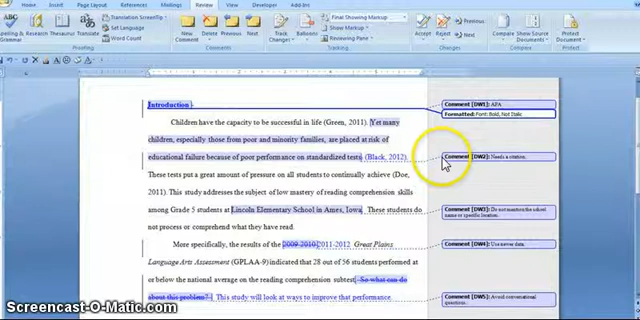 Home Insert Page Layout References Mailings Review View Developer Add-Ins
ABC
Spelling & Grammar
Research Thesaurus Translate
Translation ScreenTip
Set Language
Word Count
Proofing
New Comment Delete Previous Next
Comments
Track Changes Balloons
Final Showing Markup
Show Markup
Reviewing Pane
Tracking
Accept Reject
Previous
Next
Changes
Compare Show Source Documents
Compare
Protect Document
Protect
Introduction
Comment [DW1]: APA
Formatted: Font: Bold, Not Italic
Children have the capacity to be successful in life (Green, 2011). Yet many
children, especially those from poor and minority families, are placed at risk of
educational failure because of poor performance on standardized tests (Black, 2012).
Comment [DW2]: Needs a citation.
These tests put a great amount of pressure on all students to continually achieve (Doe,
2011). This study addresses the subject of low mastery of reading comprehension skills
among Grade 5 students at Lincoln Elementary School in Ames, Iowa. These students do
Comment [DW3]: Do not mention the school name or specific location.
not process or comprehend what they have read.
More specifically, the results of the 2009-2010 2011-2012 Great Plains
Comment [DW4]: Use newer data.
Language Arts Assessment (GPLAA-9) indicated that 28 out of 56 students performed at
or below the national average on the reading comprehension subtest. So what can do
about this problem? This study will look at ways to improve that performance.
Comment [DW5]: Avoid conversational questions.
Screencast-O-Matic.com